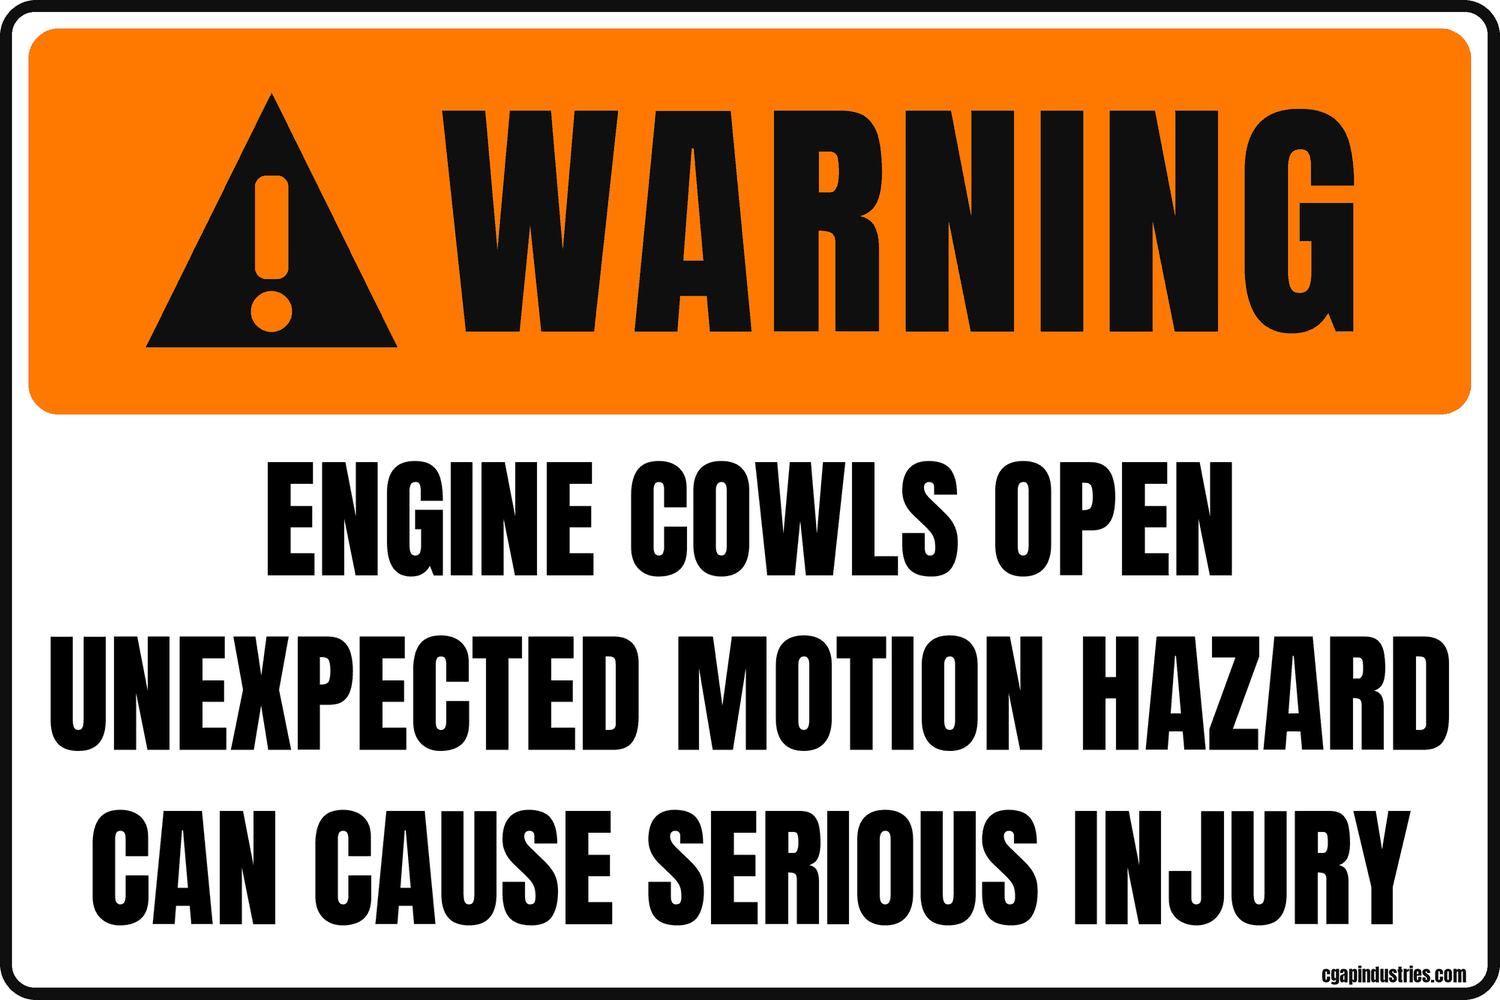 WARNING
ENGINE COWLS OPEN
UNEXPECTED MOTION HAZARD
CAN CAUSE SERIOUS INJURY
cgapindustries.com